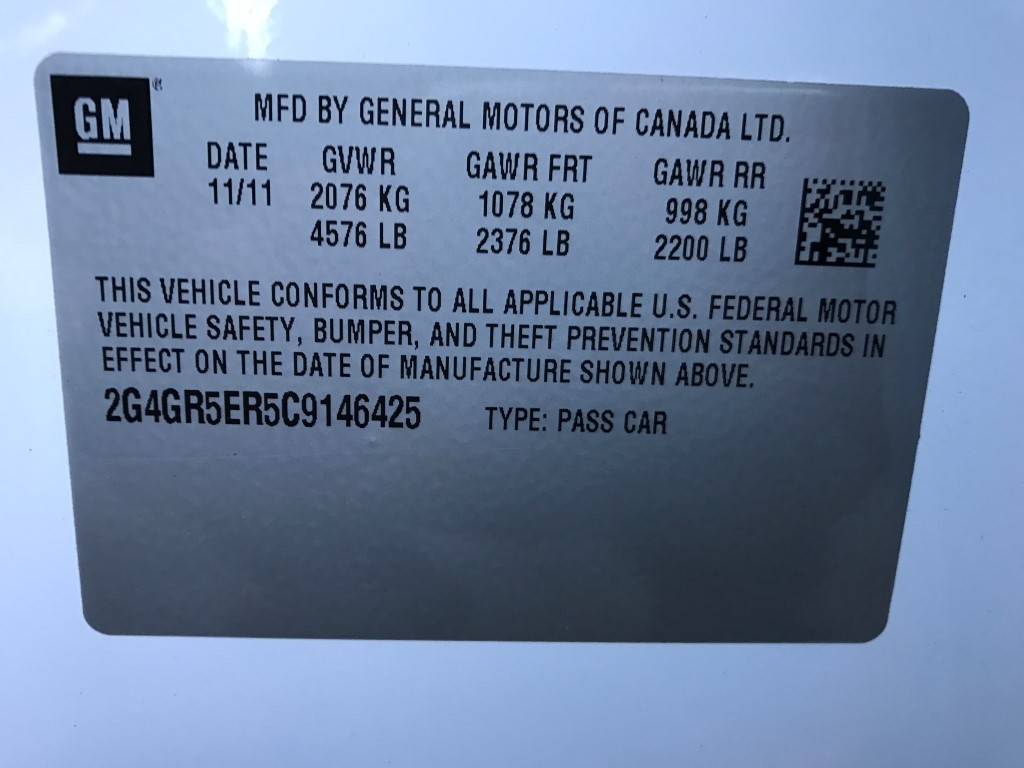 GM ®
MFD BY GENERAL MOTORS OF CANADA LTD.
DATE GVWR GAWR FRT GAWR RR
11/11 2076 KG 1078 KG 998 KG
4576 LB 2376 LB 2200 LB
THIS VEHICLE CONFORMS TO ALL APPLICABLE U.S. FEDERAL MOTOR
VEHICLE SAFETY, BUMPER, AND THEFT PREVENTION STANDARDS IN
EFFECT ON THE DATE OF MANUFACTURE SHOWN ABOVE.
2G4GR5ER5C9146425 TYPE: PASS CAR